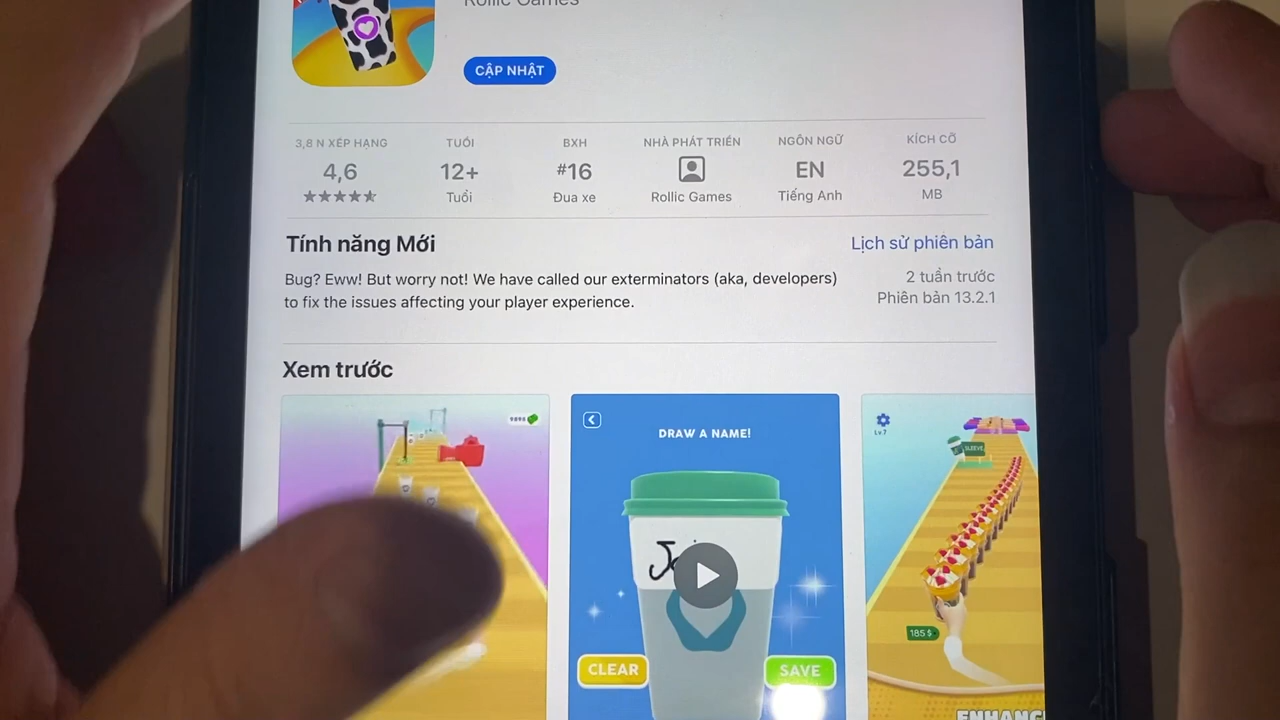 Rollic Games
CẬP NHẬT
3,8 N XẾP HẠNG
4,6
TUỔI
12+
Tuổi
BXH
#16
Đua xe
NHÀ PHÁT TRIỂN
Rollic Games
NGÔN NGỮ
EN
Tiếng Anh
KÍCH CỠ
255,1
MB
Tính năng Mới
Lịch sử phiên bản
Bug? Eww! But worry not! We have called our exterminators (aka, developers)
to fix the issues affecting your player experience.
2 tuần trước
Phiên bản 13.2.1
Xem trước
DRAW A NAME!
CLEAR
SAVE
Lv.7
SLEEVE
185 $